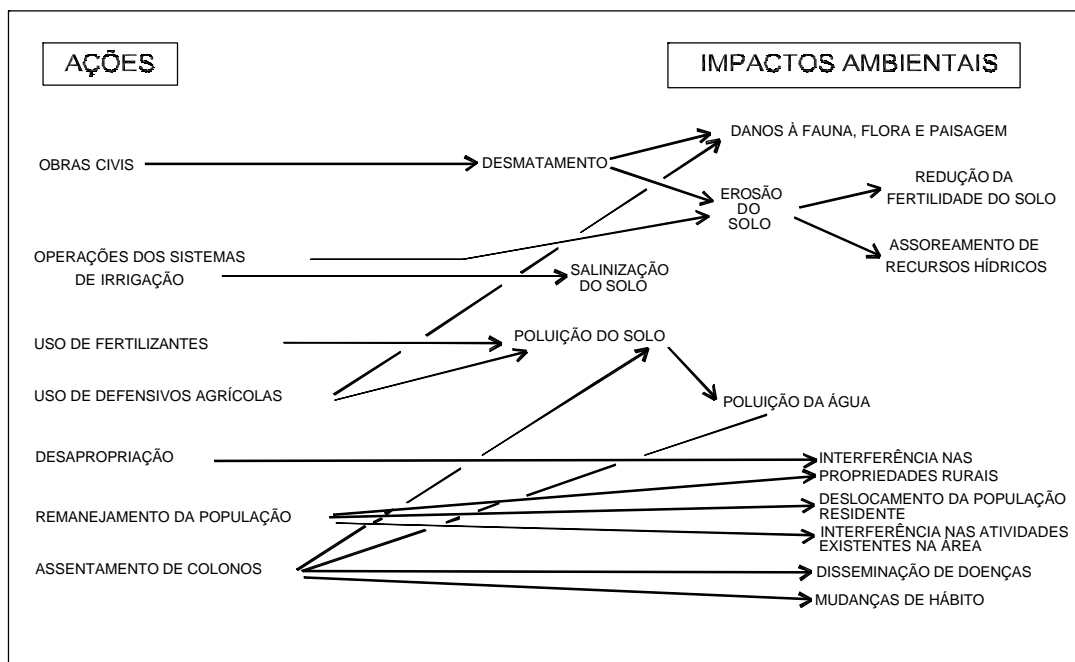 AÇÕES
IMPACTOS AMBIENTAIS
DANOS À FAUNA, FLORA E PAISAGEM
OBRAS CIVIS
DESMATAMENTO
EROSÃO
DO
SOLO
REDUÇÃO DA
FERTILIDADE DO SOLO
OPERAÇÕES DOS SISTEMAS
DE IRRIGAÇÃO
SALINIZAÇÃO
DO SOLO
ASSOREAMENTO DE
RECURSOS HÍDRICOS
USO DE FERTILIZANTES
POLUIÇÃO DO SOLO
USO DE DEFENSIVOS AGRÍCOLAS
POLUIÇÃO DA ÁGUA
DESAPROPRIAÇÃO
INTERFERÊNCIA NAS
PROPRIEDADES RURAIS
REMANEJAMENTO DA POPULAÇÃO
DESLOCAMENTO DA POPULAÇÃO
RESIDENTE
INTERFERÊNCIA NAS ATIVIDADES
EXISTENTES NA ÁREA
ASSENTAMENTO DE COLONOS
DISSEMINAÇÃO DE DOENÇAS
MUDANÇAS DE HÁBITO